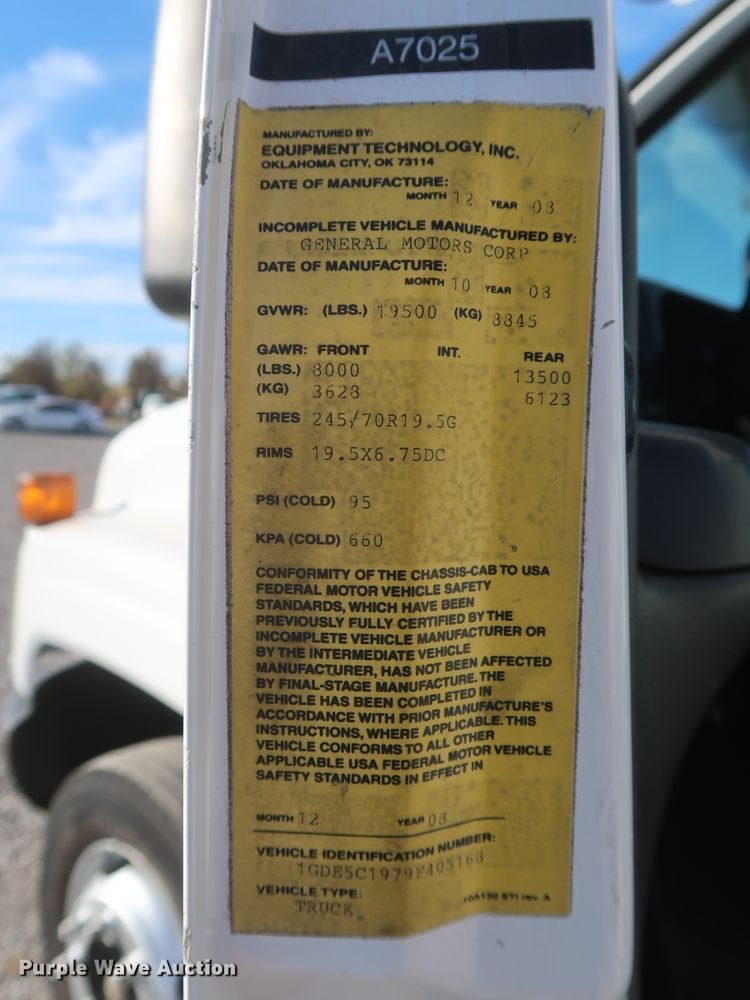 A7025
MANUFACTURED BY:
EQUIPMENT TECHNOLOGY, INC.
OKLAHOMA CITY, OK 73114
DATE OF MANUFACTURE:
MONTH 12 YEAR 08
INCOMPLETE VEHICLE MANUFACTURED BY:
GENERAL MOTORS CORP
DATE OF MANUFACTURE:
MONTH 10 YEAR 08
GVWR: (LBS.) 19500 (KG) 8845
GAWR: FRONT INT. REAR
(LBS.) 8000 13500
(KG) 3628 6123
TIRES 245/70R19.5G
RIMS 19.5X6.75DC
PSI (COLD) 95
KPA (COLD) 660
CONFORMITY OF THE CHASSIS-CAB TO USA
FEDERAL MOTOR VEHICLE SAFETY
STANDARDS, WHICH HAVE BEEN
PREVIOUSLY FULLY CERTIFIED BY THE
INCOMPLETE VEHICLE MANUFACTURER OR
BY THE INTERMEDIATE VEHICLE
MANUFACTURER, HAS NOT BEEN AFFECTED
BY FINAL-STAGE MANUFACTURE. THE
VEHICLE HAS BEEN COMPLETED IN
ACCORDANCE WITH PRIOR MANUFACTURE'S
INSTRUCTIONS, WHERE APPLICABLE. THIS
VEHICLE CONFORMS TO ALL OTHER
APPLICABLE USA FEDERAL MOTOR VEHICLE
SAFETY STANDARDS IN EFFECT IN
MONTH 12 YEAR 08
VEHICLE IDENTIFICATION NUMBER:
1GDE5C1979F405168
VEHICLE TYPE: 10A120 ETI rev. A
TRUCK
Purple Wave Auction